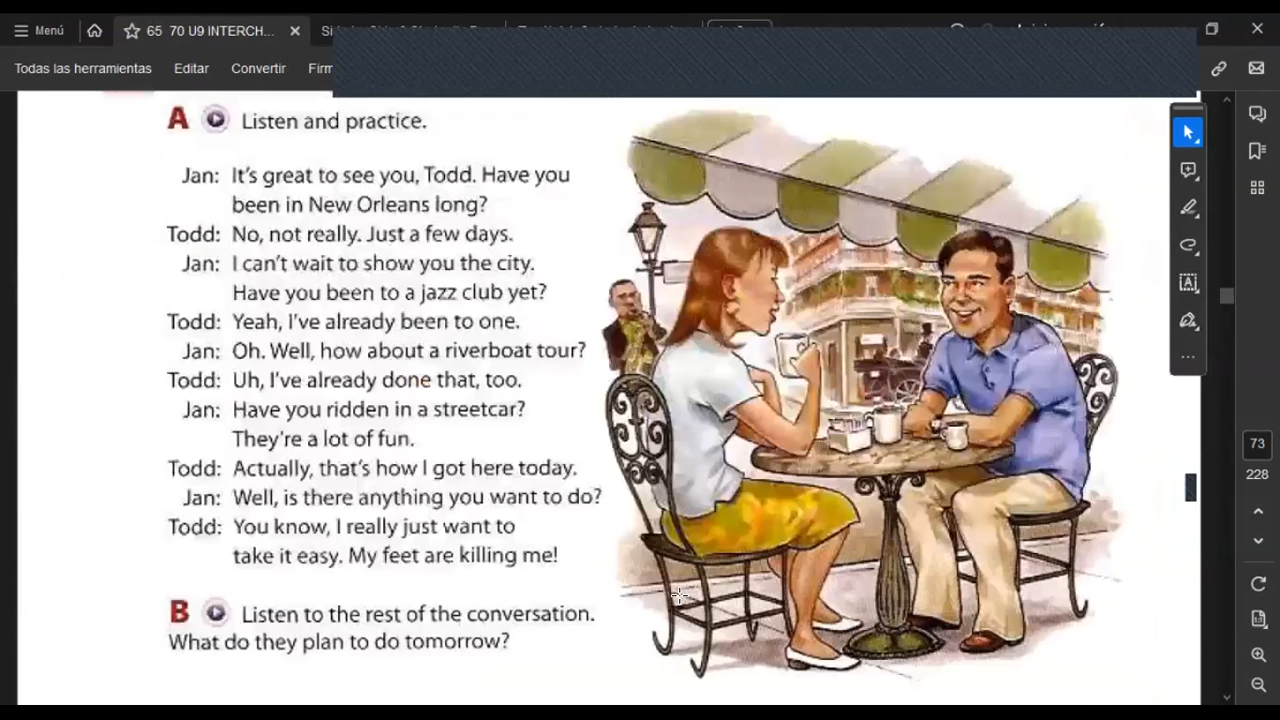 Menú
65 70 U9 INTERCH...
Todas las herramientas
Editar
Convertir
Firm
A Listen and practice.
Jan: It's great to see you, Todd. Have you
been in New Orleans long?
Todd: No, not really. Just a few days.
Jan: I can't wait to show you the city.
Have you been to a jazz club yet?
Todd: Yeah, I've already been to one.
Jan: Oh. Well, how about a riverboat tour?
Todd: Uh, I've already done that, too.
Jan: Have you ridden in a streetcar?
They're a lot of fun.
Todd: Actually, that's how I got here today.
Jan: Well, is there anything you want to do?
Todd: You know, I really just want to
take it easy. My feet are killing me!
B Listen to the rest of the conversation.
What do they plan to do tomorrow?
73
228